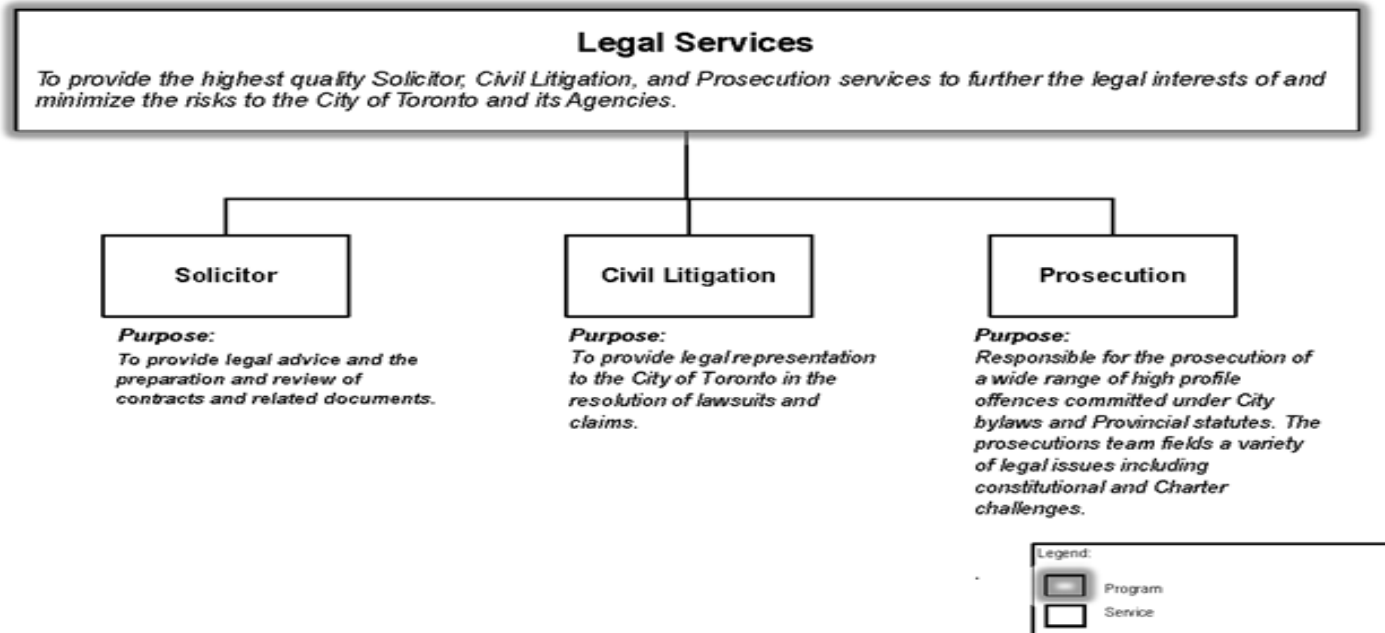 Legal Services
To provide the highest quality Solicitor, Civil Litigation, and Prosecution services to further the legal interests of and
minimize the risks to the City of Toronto and its Agencies.
Solicitor
Purpose:
To provide legal advice and the
preparation and review of
contracts and related documents.
Civil Litigation
Purpose:
To provide legal representation
to the City of Toronto in the
resolution of lawsuits and
claims.
Prosecution
Purpose:
Responsible for the prosecution of
a wide range of high profile
offences committed under City
bylaws and Provincial statutes. The
prosecutions team fields a variety
of legal issues including
constitutional and Charter
challenges.
Legend:
Program
Service